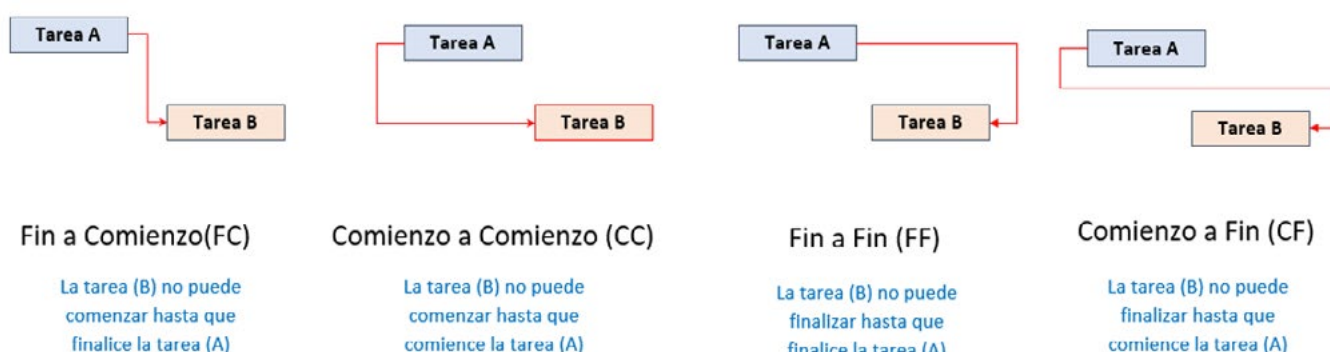 Tarea A
Tarea B
Fin a Comienzo(FC)
La tarea (B) no puede
comenzar hasta que
finalice la tarea (A)
Tarea A
Tarea B
Comienzo a Comienzo (CC)
La tarea (B) no puede
comenzar hasta que
comience la tarea (A)
Tarea A
Tarea B
Fin a Fin (FF)
La tarea (B) no puede
finalizar hasta que
finalice la tarea (A)
Tarea A
Tarea B
Comienzo a Fin (CF)
La tarea (B) no puede
finalizar hasta que
comience la tarea (A)